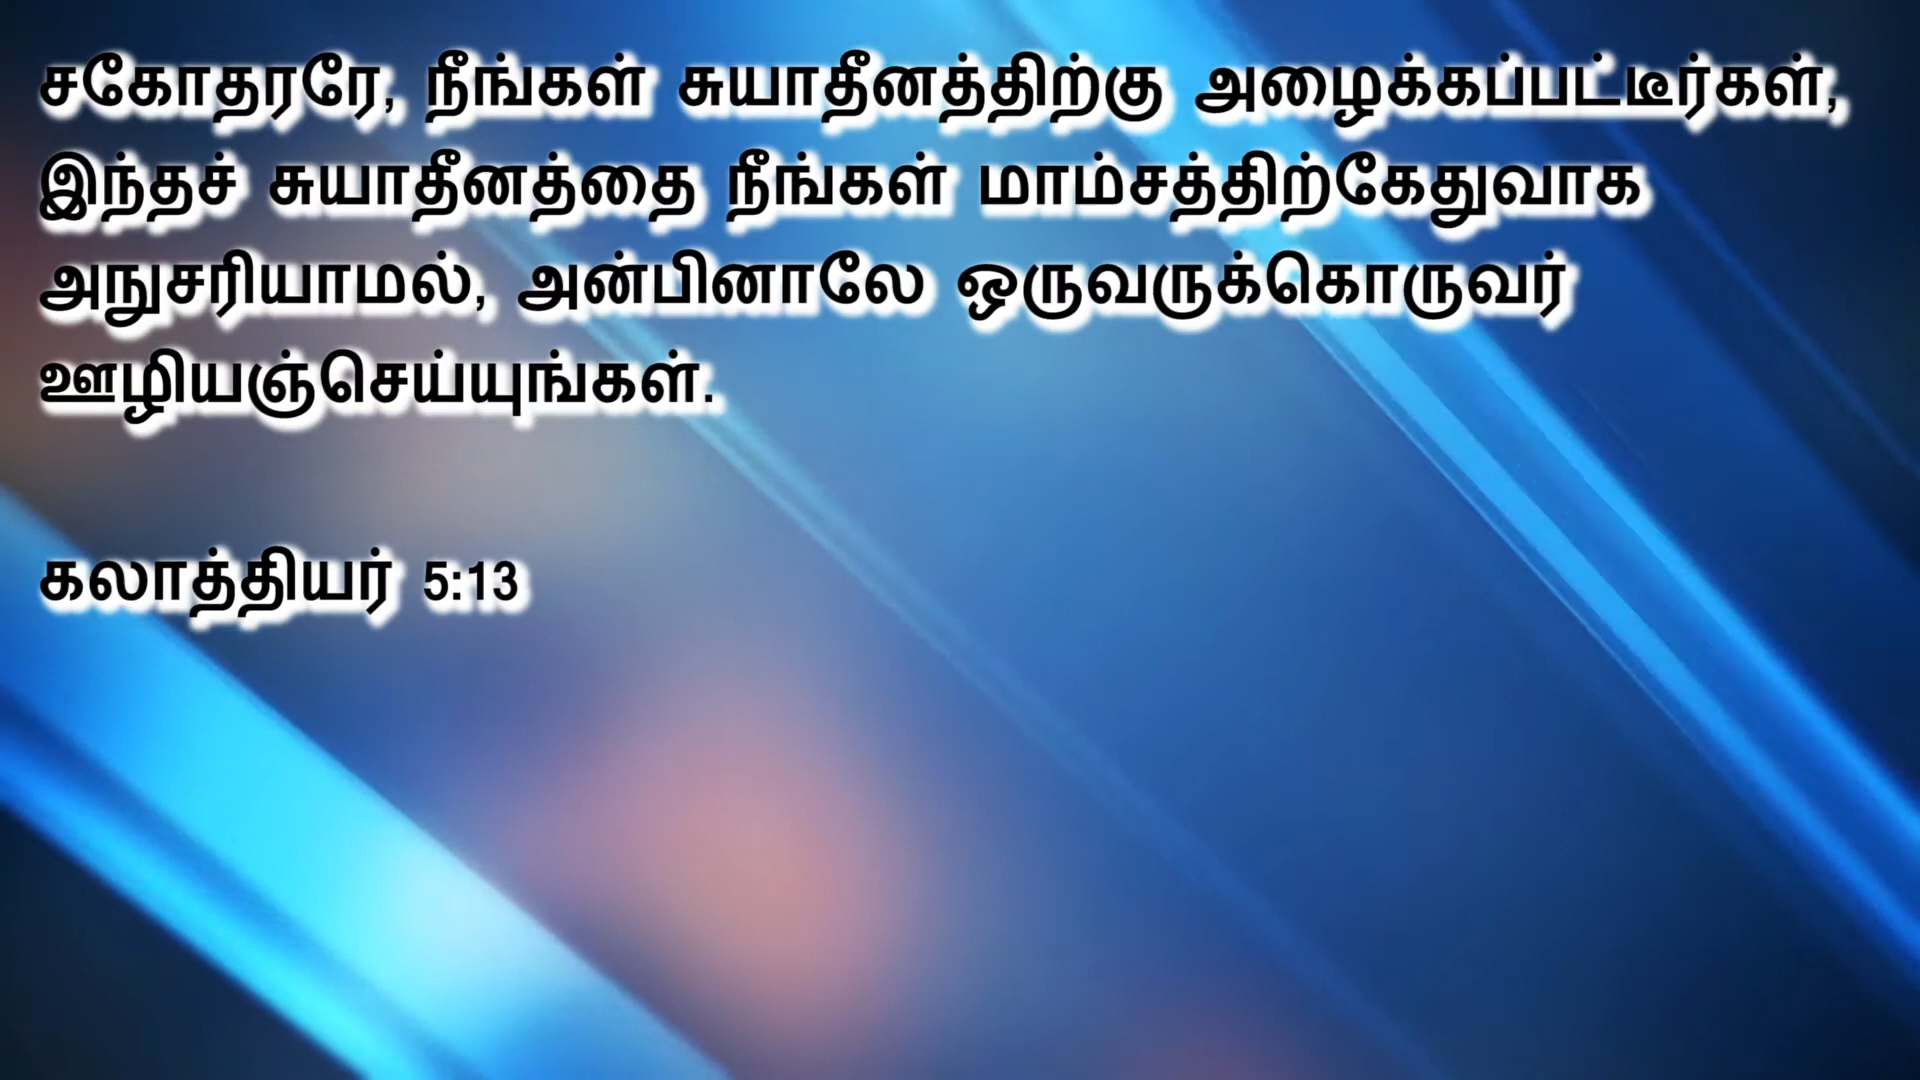 சகோதரரே, நீங்கள் சுயாதீனத்திற்கு அழைக்கப்பட்டீர்கள்,
இந்தச் சுயாதீனத்தை நீங்கள் மாம்சத்திற்கேதுவாக
அநுசரியாமல், அன்பினாலே ஒருவருக்கொருவர்
ஊழியஞ்செய்யுங்கள்.
கலாத்தியர் 5:13